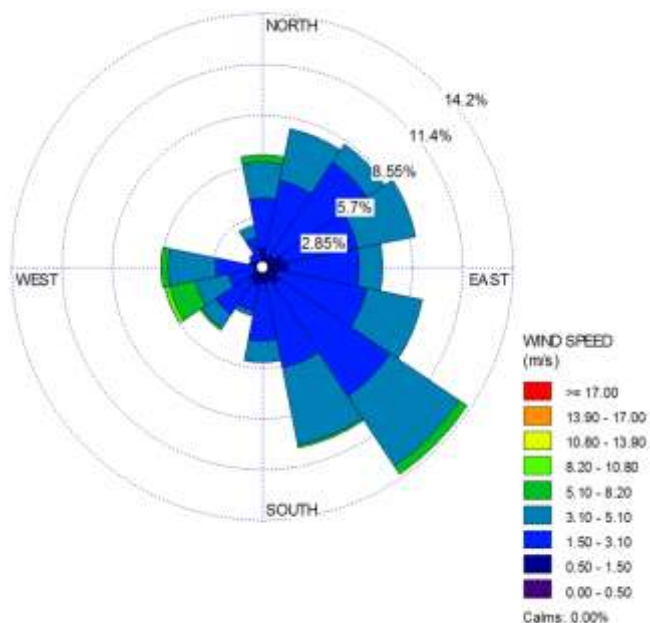 NORTH
14.2%
11.4%
8.55%
5.7%
2.85%
WEST
EAST
SOUTH
WIND SPEED
(m/s)
>= 17.00
13.90 - 17.00
10.80 - 13.90
8.20 - 10.80
5.10 - 8.20
3.10 - 5.10
1.50 - 3.10
0.50 - 1.50
0.00 - 0.50
Calms: 0.00%